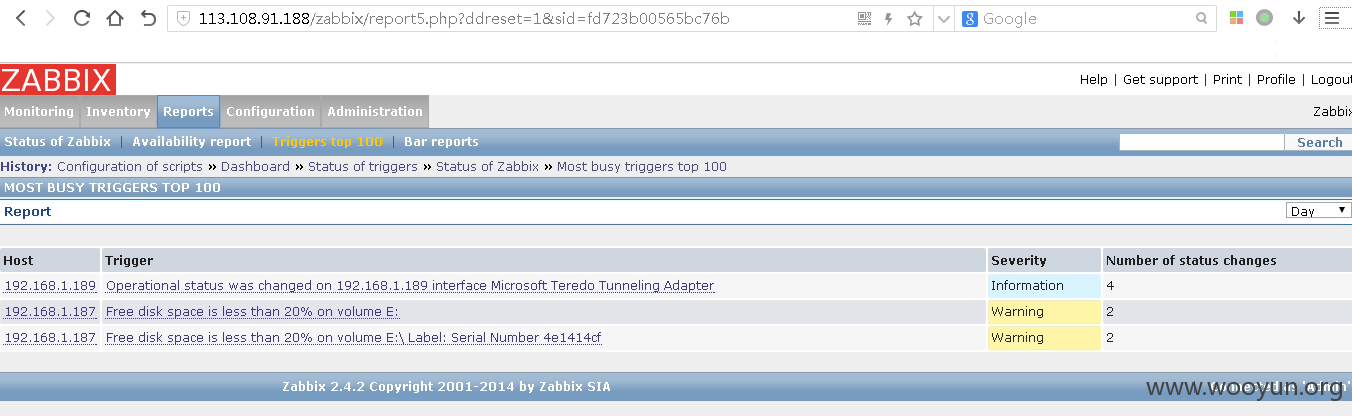 113.108.91.188/zabbix/report5.php?ddreset=1&sid=fd723b00565bc76b
Google
ZABBIX
Help | Get support | Print | Profile | Logout
Monitoring Inventory Reports Configuration Administration
Zabbix
Status of Zabbix | Availability report | Triggers top 100 | Bar reports
Search
History: Configuration of scripts » Dashboard » Status of triggers » Status of Zabbix » Most busy triggers top 100
MOST BUSY TRIGGERS TOP 100
Report
Day
Host Trigger Severity Number of status changes
192.168.1.189 Operational status was changed on 192.168.1.189 interface Microsoft Teredo Tunneling Adapter Information 4
192.168.1.187 Free disk space is less than 20% on volume E: Warning 2
192.168.1.187 Free disk space is less than 20% on volume E:\ Label: Serial Number 4e1414cf Warning 2
Zabbix 2.4.2 Copyright 2001-2014 by Zabbix SIA
Connected as 'Admin'
www.wooyun.org